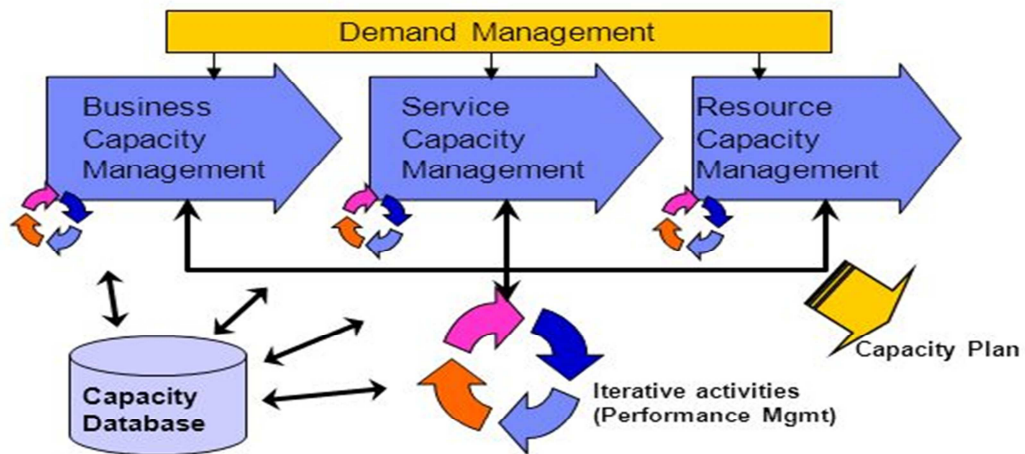 Demand Management
Business
Capacity
Management
Service
Capacity
Management
Resource
Capacity
Management
Capacity Plan
Capacity
Database
Iterative activities
(Performance Mgmt)